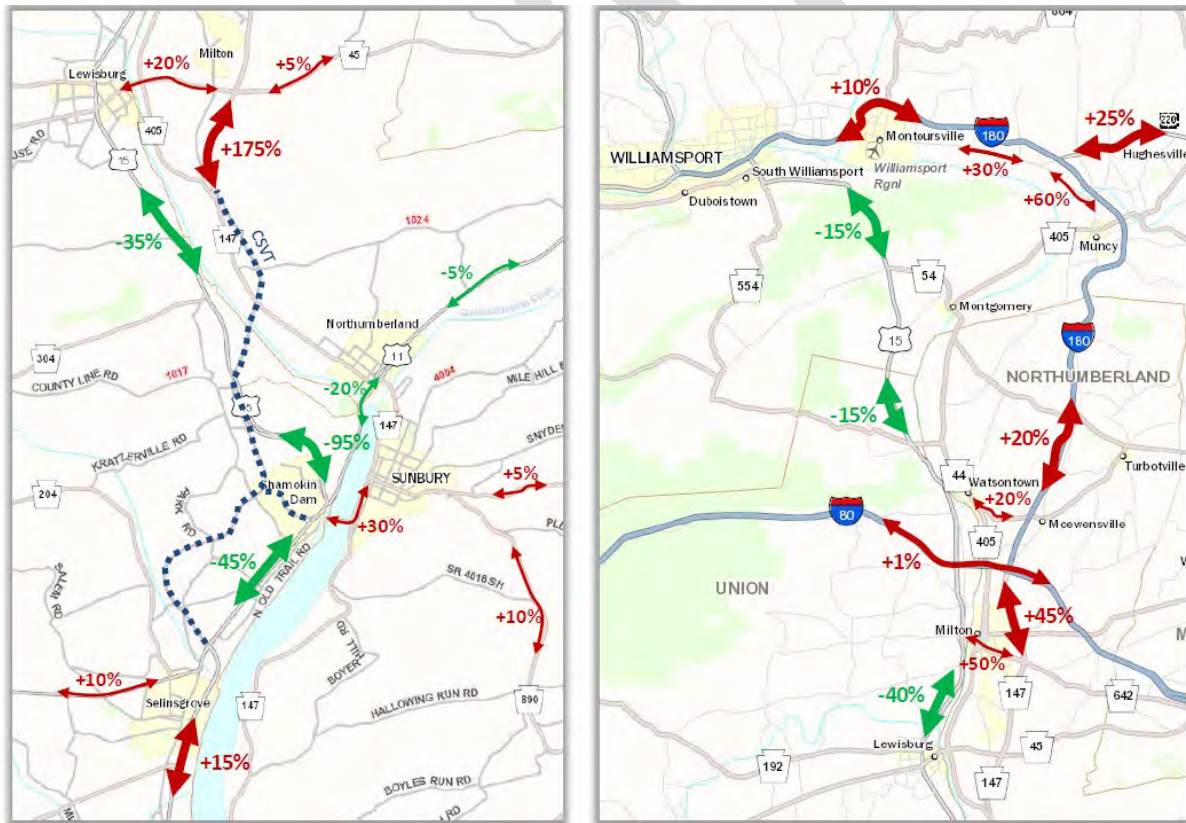 +20%
Milton
+5%
45
Lewisburg
405
15
+175%
147
CSVT
1024
-35%
-5%
Northumberland
11
304
COUNTY LINE RD
1017
4004
-20%
147
-95%
KRATZERVILLE RD
SUNBURY
Shamokin
Dam
204
PARK RD
+5%
+30%
-45%
N OLD TRAIL RD
SALEM RD
SR 4018 SH
+10%
BOYER HILL RD
+10%
HALLOWING RUN RD
890
Selinsgrove
147
+15%
BOYLES RUN RD
+10%
180
+25%
220
Montoursville
WILLIAMSPORT
Hughesville
South Williamsport
Williamsport
Rgnl
+30%
Duboistown
+60%
405
Muncy
-15%
54
554
Montgomery
15
180
NORTHUMBERLAND
-15%
+20%
44
Turbotville
Watsontown
+20%
Mcewensville
80
405
+1%
UNION
+45%
Milton
+50%
147
642
-40%
Lewisburg
45
192
147